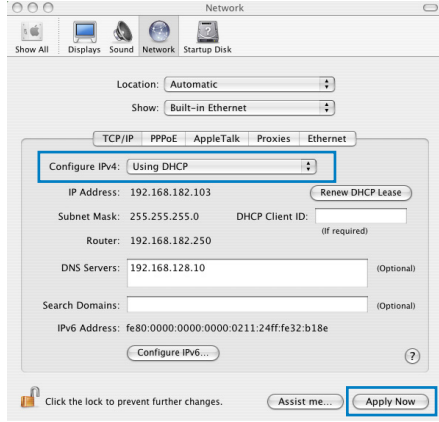 Network
Show All Displays Sound Network Startup Disk
Location: Automatic
Show: Built-in Ethernet
TCP/IP PPPoE AppleTalk Proxies Ethernet
Configure IPv4: Using DHCP
IP Address: 192.168.182.103 Renew DHCP Lease
Subnet Mask: 255.255.255.0 DHCP Client ID:
(If required)
Router: 192.168.182.250
DNS Servers: 192.168.128.10 (Optional)
Search Domains: (Optional)
IPv6 Address: fe80:0000:0000:0000:0211:24ff:fe32:b18e
Configure IPv6... ?
Click the lock to prevent further changes. Assist me... Apply Now